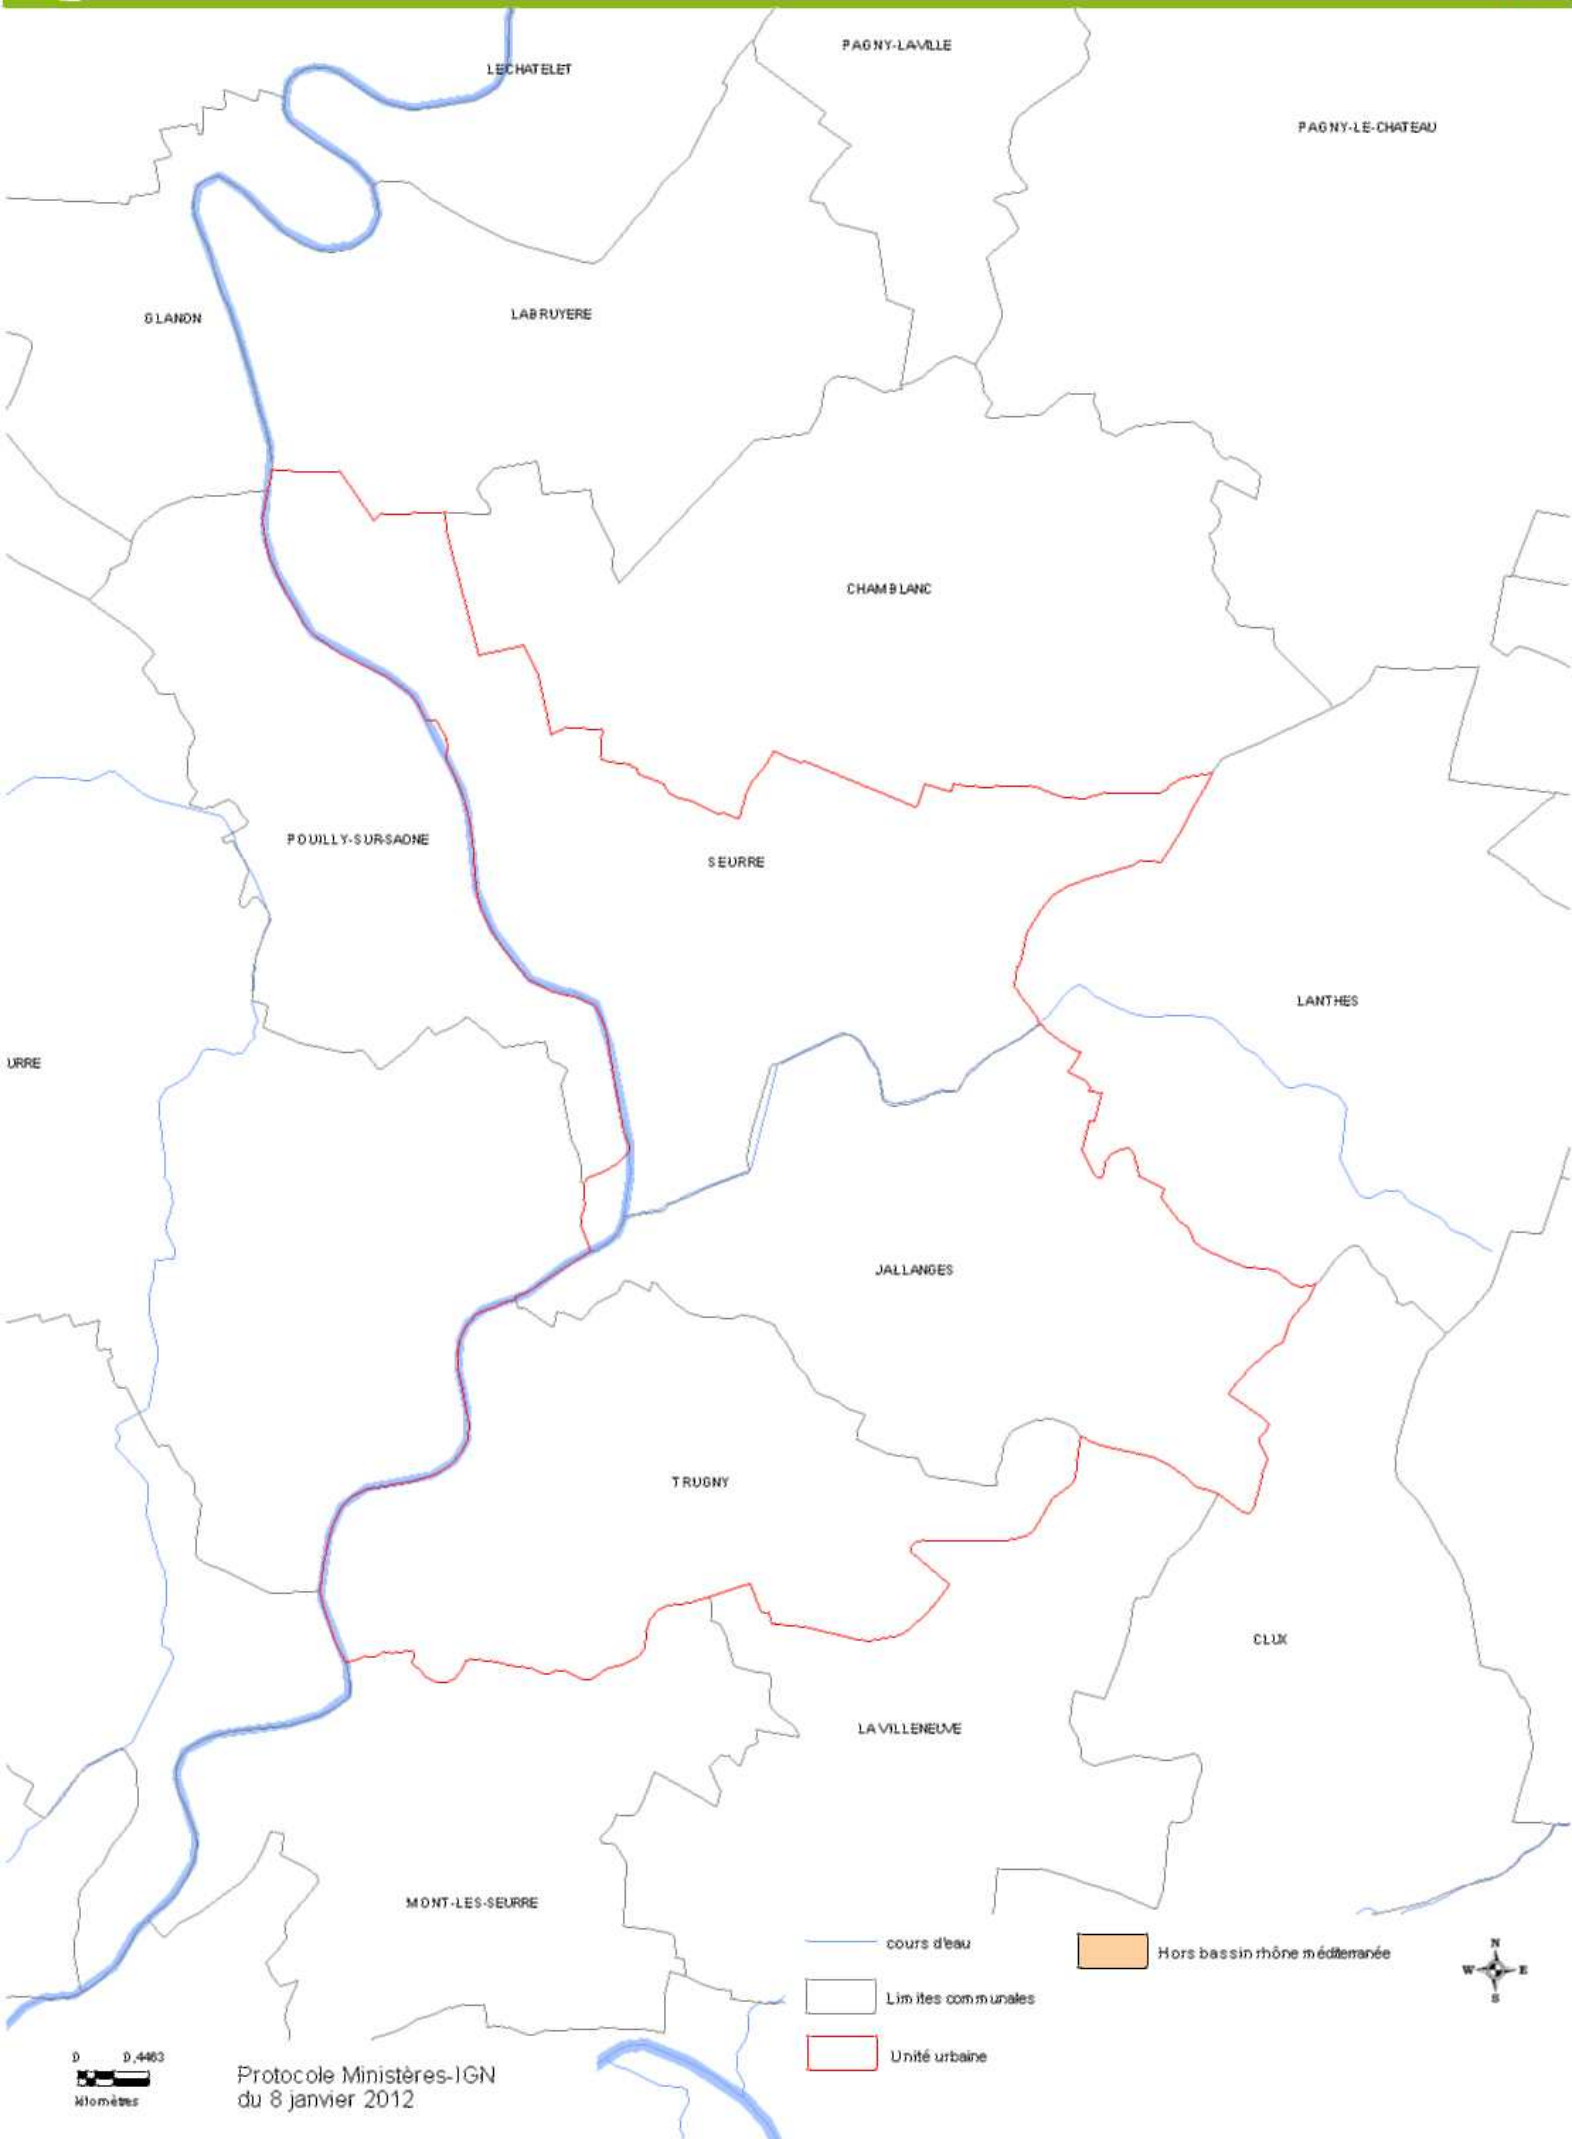 PAGNY-LA-VILLE
LECHATELET
PAGNY-LE-CHATEAU
GLANON
LABRUYERE
CHAMBLANC
POUILLY-SUR-SAONE
SEURRE
LANTHES
URRE
JALLANGES
TRUGNY
CLUX
LA VILLENEUVE
MONT-LES-SEURRE
cours d'eau
Hors bassin rhône méditerranée
Limites communales
Unité urbaine
N
W E
S
0 0,4463
kilomètres
Protocole Ministères-IGN
du 8 janvier 2012